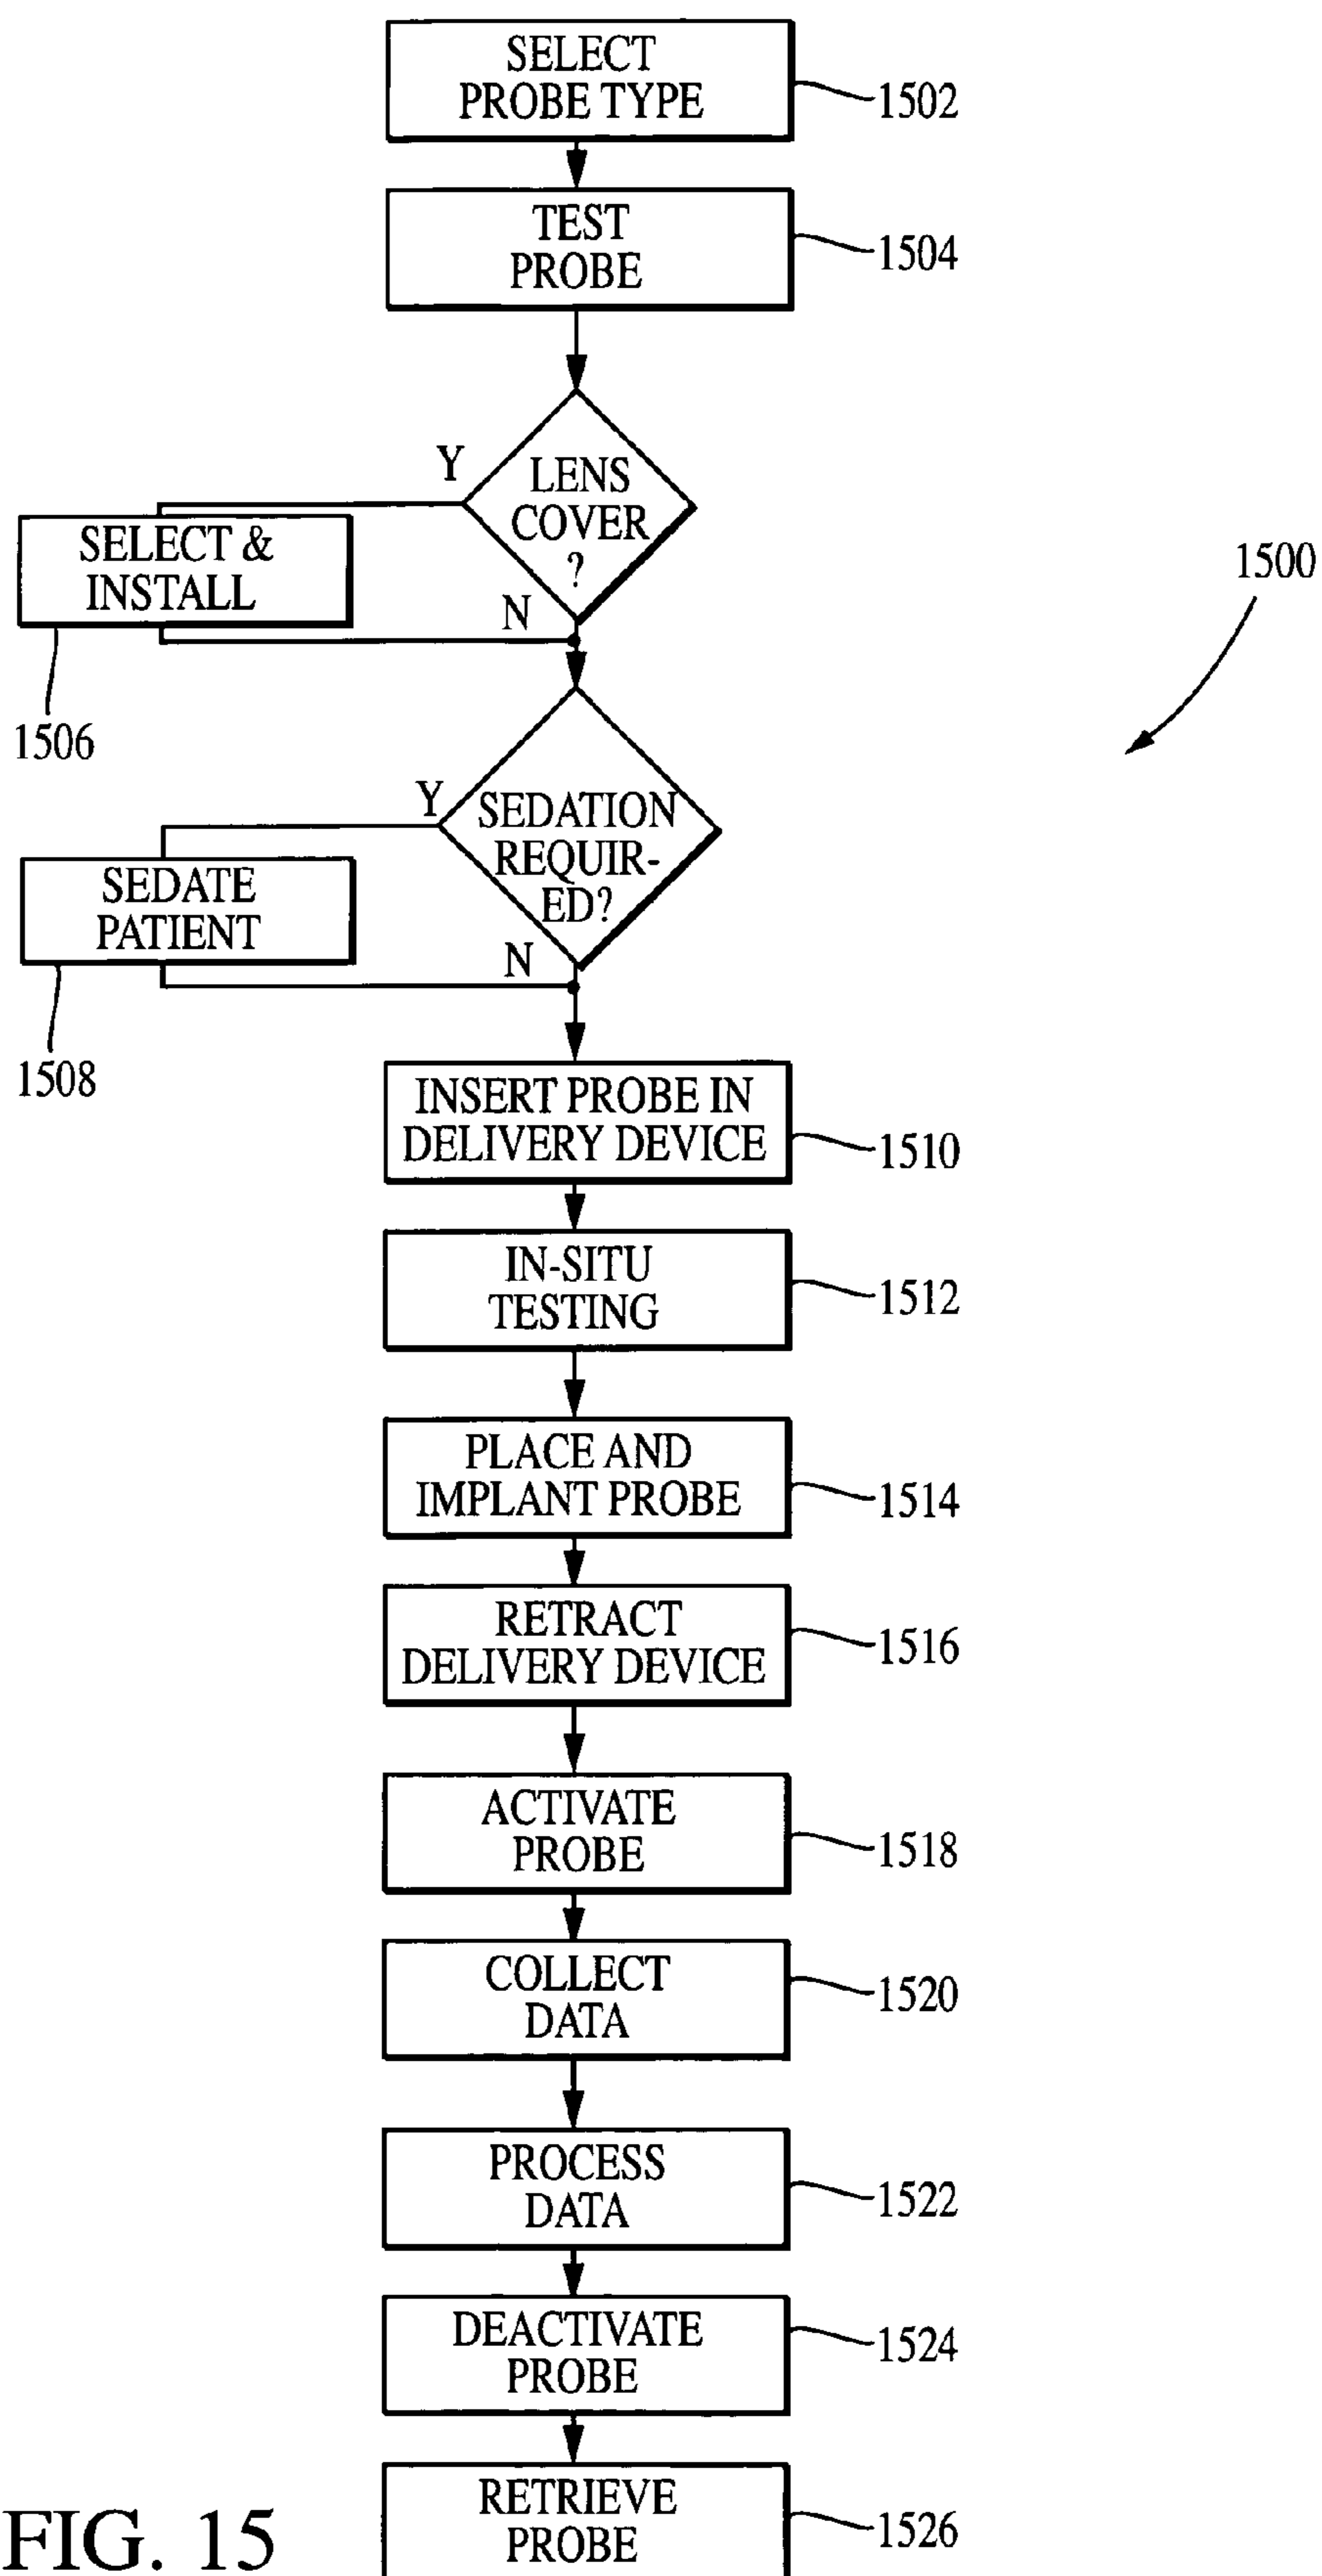 SELECT
PROBE TYPE
1502
TEST
PROBE
1504
LENS
COVER
?
Y
N
SELECT &
INSTALL
1506
1500
SEDATION
REQUIR-
ED?
Y
N
SEDATE
PATIENT
1508
INSERT PROBE IN
DELIVERY DEVICE
1510
IN-SITU
TESTING
1512
PLACE AND
IMPLANT PROBE
1514
RETRACT
DELIVERY DEVICE
1516
ACTIVATE
PROBE
1518
COLLECT
DATA
1520
PROCESS
DATA
1522
DEACTIVATE
PROBE
1524
RETRIEVE
PROBE
1526
FIG. 15